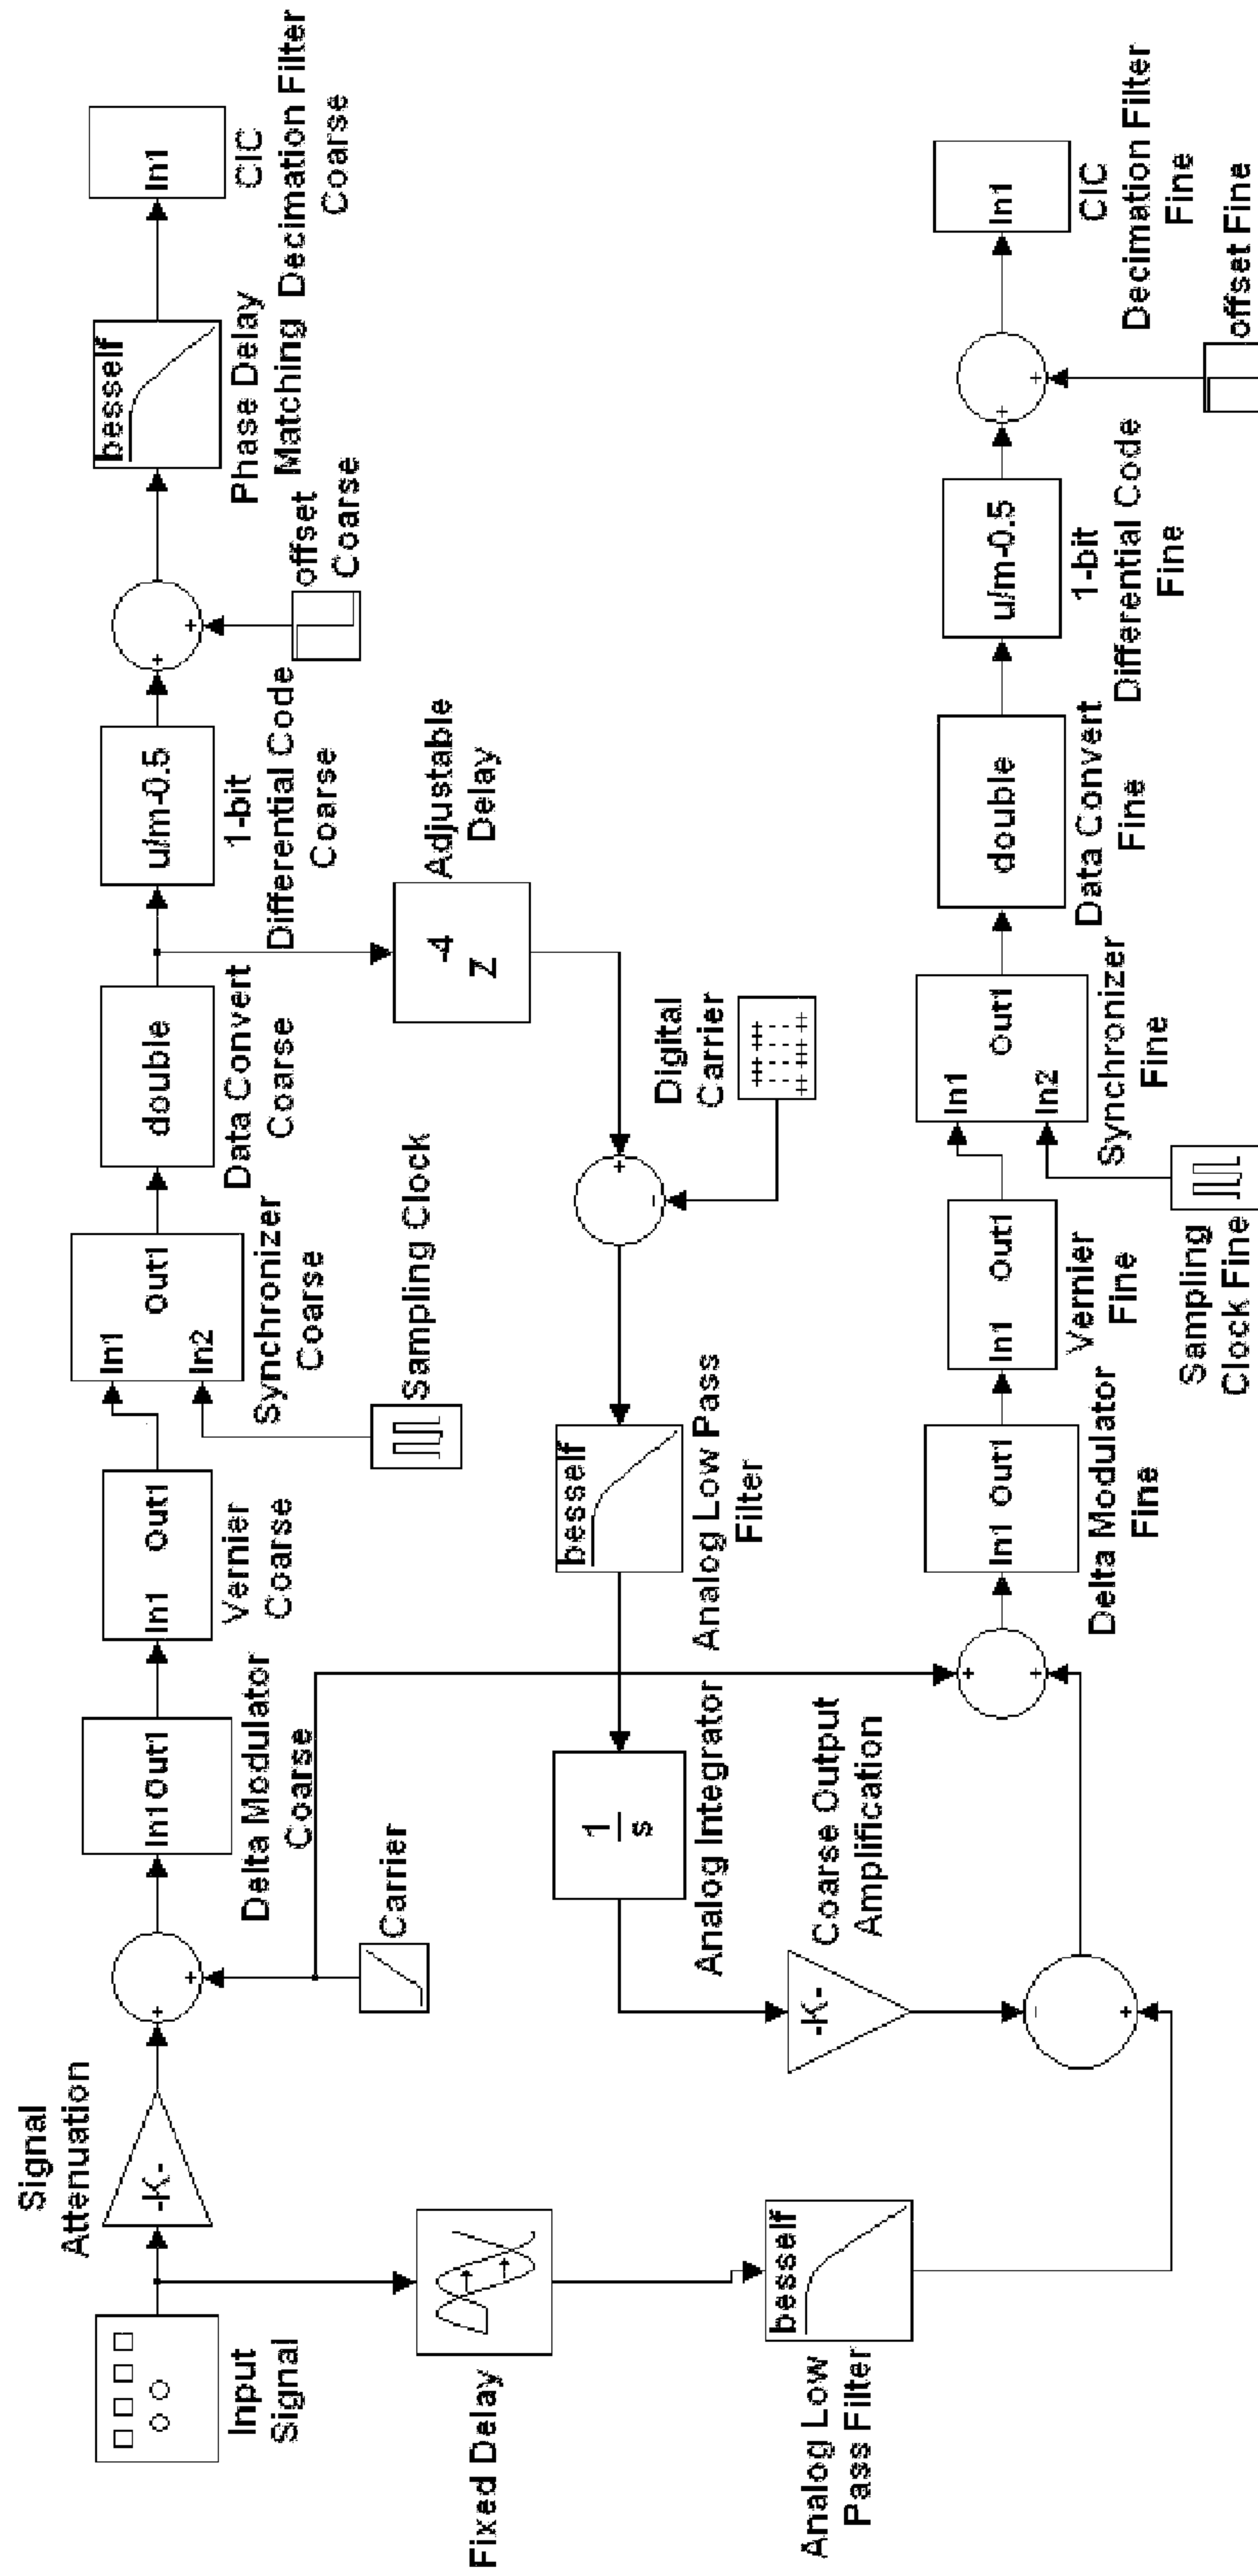 Input
Signal
Signal
Attenuation
-K-
Carrier
In1
Out1
Delta Modulator
Coarse
In1
Out1
Vernier
Coarse
In1
In2
Out1
Synchronizer
Coarse
Sampling Clock
double
Data Convert
Coarse
u/m-0.5
1-bit
Differential Code
Coarse
offset
Coarse
besself
Phase Delay
Matching
In1
CIC
Decimation Filter
Coarse
-4
Z
Adjustable
Delay
Digital
Carrier
besself
Analog Low Pass
Filter
1
s
Analog Integrator
-K-
Coarse Output
Amplification
Fixed Delay
besself
Analog Low
Pass Filter
In1
Out1
Delta Modulator
Fine
In1
Out1
Vernier
Fine
Sampling
Clock Fine
In1
In2
Out1
Synchronizer
Fine
double
Data Convert
Fine
u/m-0.5
1-bit
Differential Code
Fine
offset Fine
In1
CIC
Decimation Filter
Fine